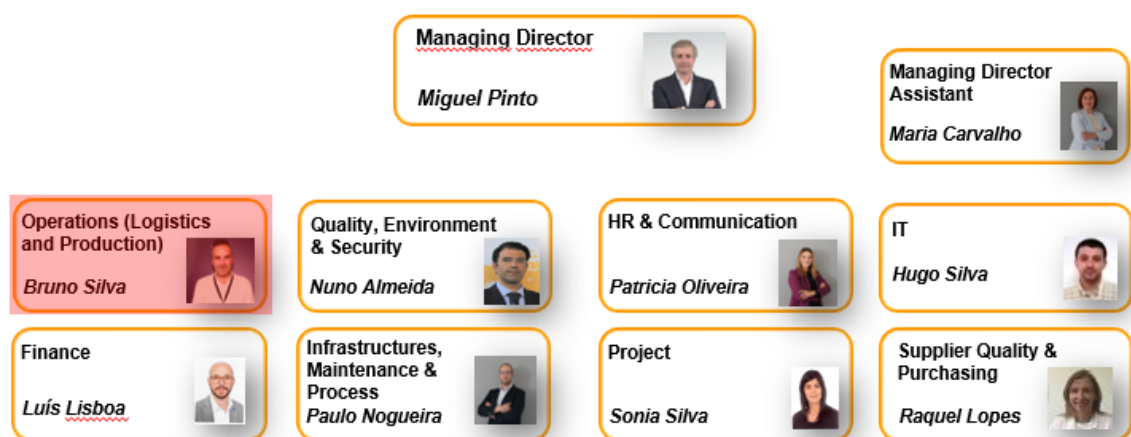 Managing Director
Miguel Pinto
Managing Director
Assistant
Maria Carvalho
Operations (Logistics
and Production)
Bruno Silva
Quality, Environment
& Security
Nuno Almeida
HR & Communication
Patricia Oliveira
IT
Hugo Silva
Finance
Luís Lisboa
Infrastructures,
Maintenance &
Process
Paulo Nogueira
Project
Sonia Silva
Supplier Quality &
Purchasing
Raquel Lopes